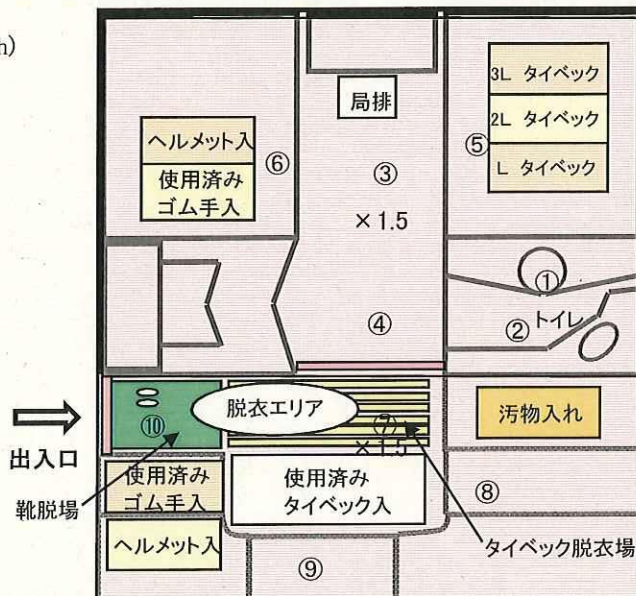 h)
3L タイベック
2L タイベック
L タイベック
局排
ヘルメット入
使用済み
ゴム手入
⑥
③
×1.5
⑤
①
②
トイレ
④
脱衣エリア
⑩
⑦
×1.5
汚物入れ
出入口
靴脱場
使用済み
ゴム手入
使用済み
タイベック入
⑧
ヘルメット入
⑨
タイベック脱衣場